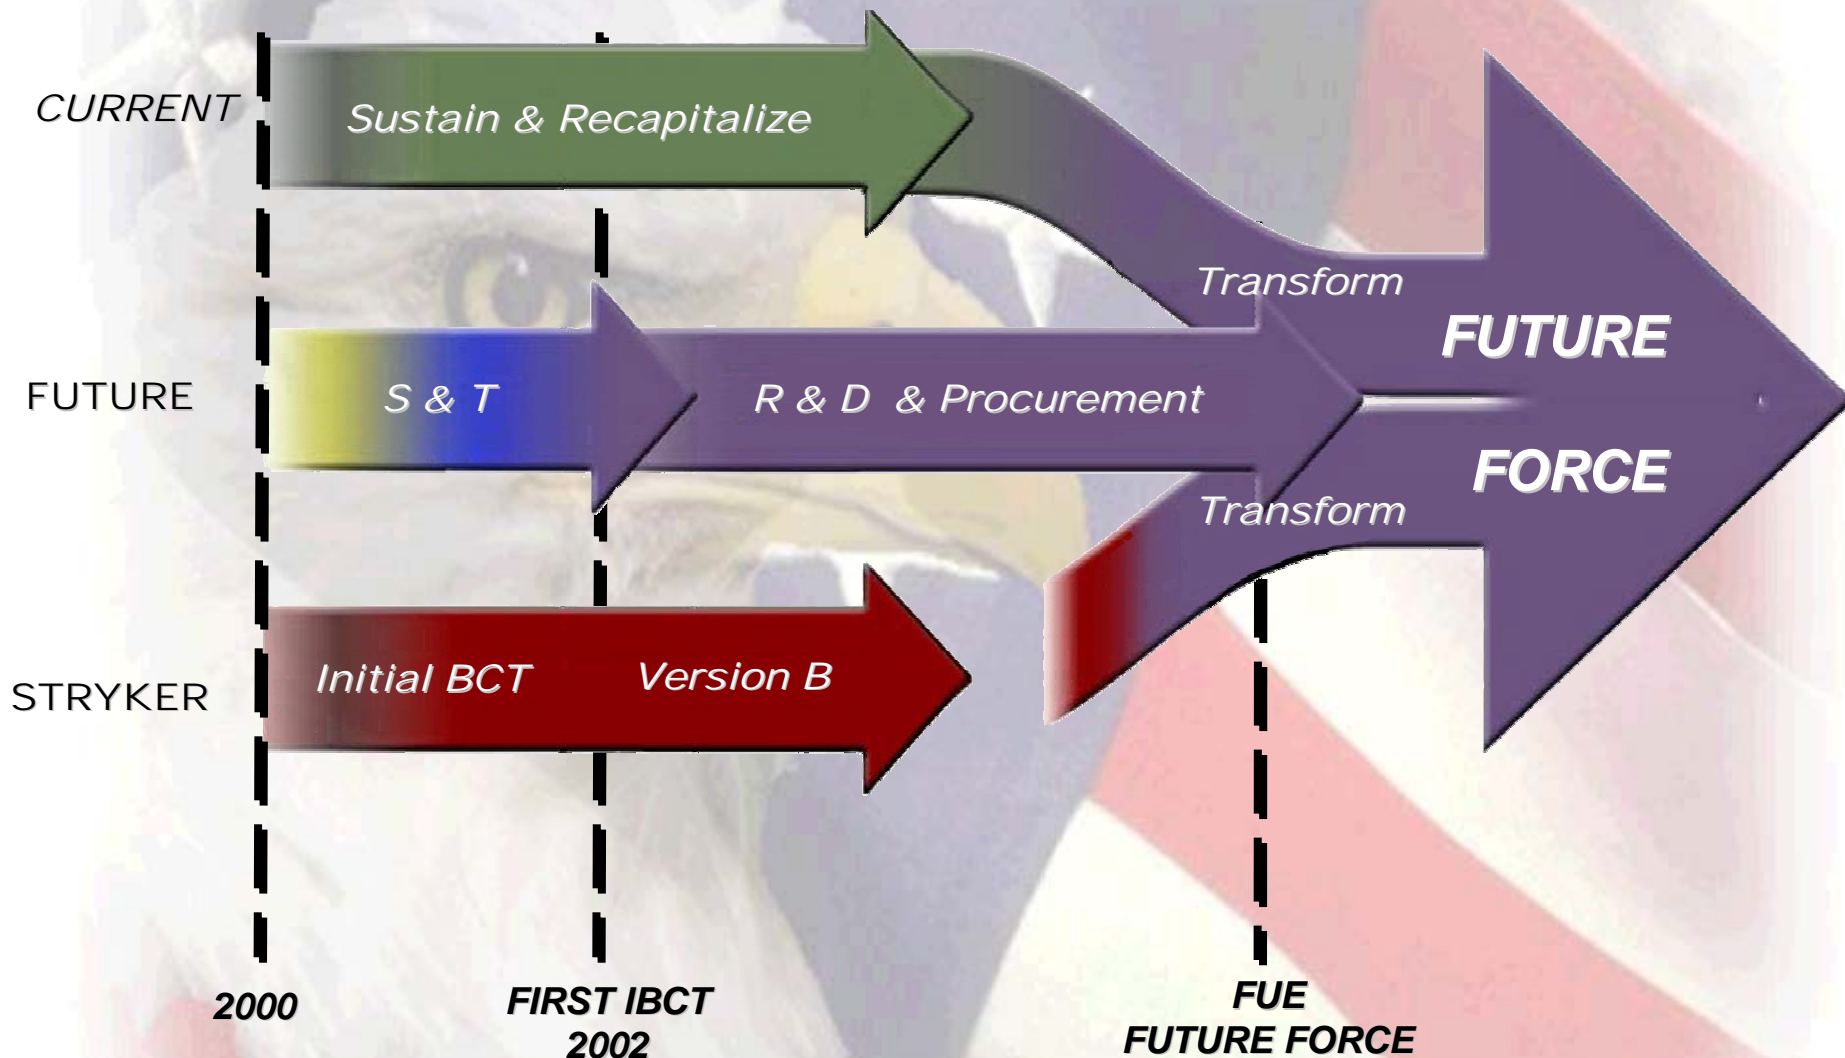 CURRENT
Sustain & Recapitalize
Transform
FUTURE
FUTURE
S & T
R & D & Procurement
FORCE
Transform
STRYKER
Initial BCT
Version B
2000
FIRST IBCT
2002
FUE
FUTURE FORCE